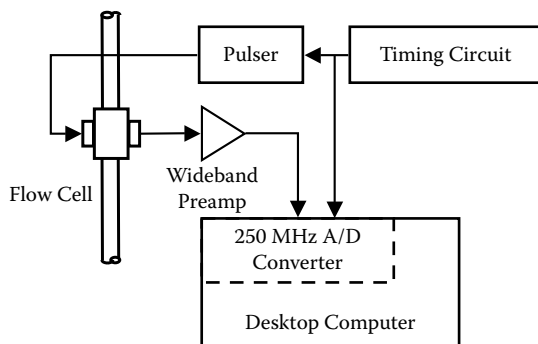 Pulser
Timing Circuit
Flow Cell
Wideband
Preamp
250 MHz A/D
Converter
Desktop Computer